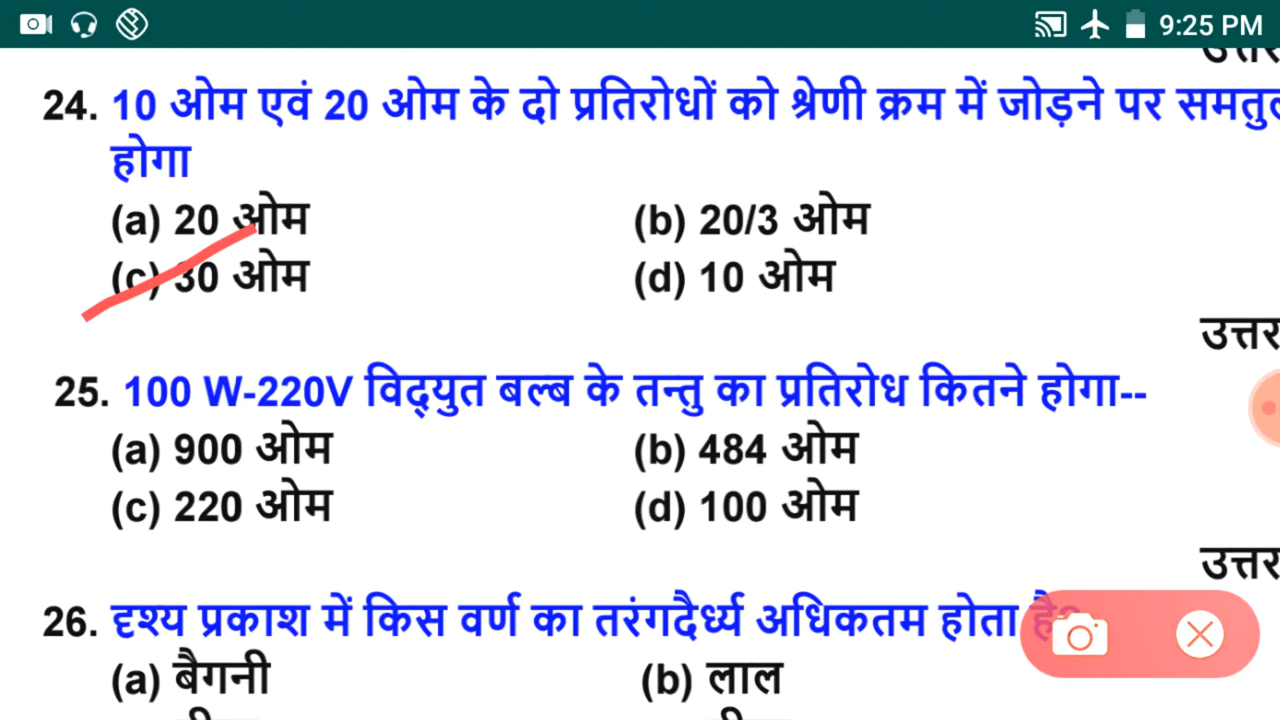 9:25 PM
24. 10 ओम एवं 20 ओम के दो प्रतिरोधों को श्रेणी क्रम में जोड़ने पर
होगा
(a) 20 ओम (b) 20/3 ओम
(c) 30 ओम (d) 10 ओम
उत्तर
25. 100 W-220V विद्युत बल्ब के तन्तु का प्रतिरोध कितने होगा--
(a) 900 ओम (b) 484 ओम
(c) 220 ओम (d) 100 ओम
उत्तर
26. दृश्य प्रकाश में किस वर्ण का तरंगदैर्ध्य अधिकतम होता है?
(a) बैगनी (b) लाल